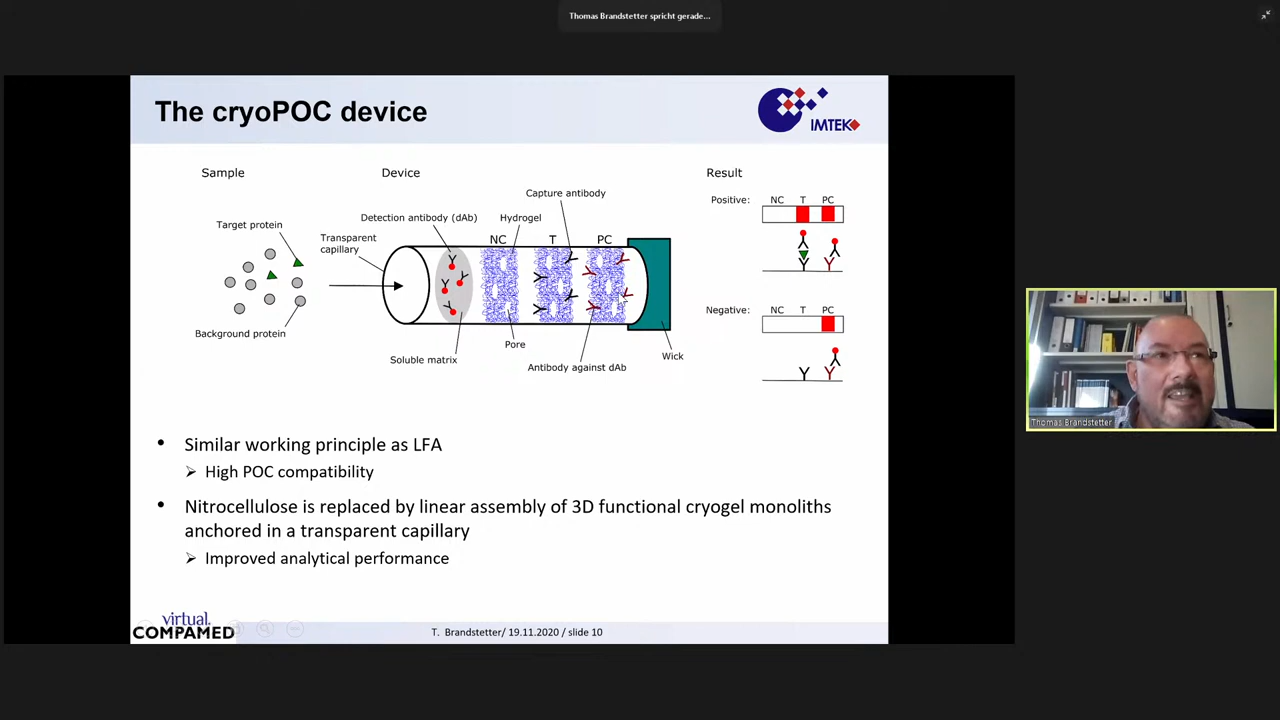 Thomas Brandstetter spricht gerade...
The cryoPOC device
IMTEK
Sample
Device
Result
Target protein
Background protein
Transparent
capillary
Detection antibody (dAb)
Soluble matrix
Hydrogel
Capture antibody
NC
T
PC
Pore
Antibody against dAb
Wick
Positive:
NC
T
PC
Negative:
NC
T
PC
• Similar working principle as LFA
➢ High POC compatibility
• Nitrocellulose is replaced by linear assembly of 3D functional cryogel monoliths
anchored in a transparent capillary
➢ Improved analytical performance
virtual.
COMPAMED
T. Brandstetter/ 19.11.2020 / slide 10
Thomas Brandstetter